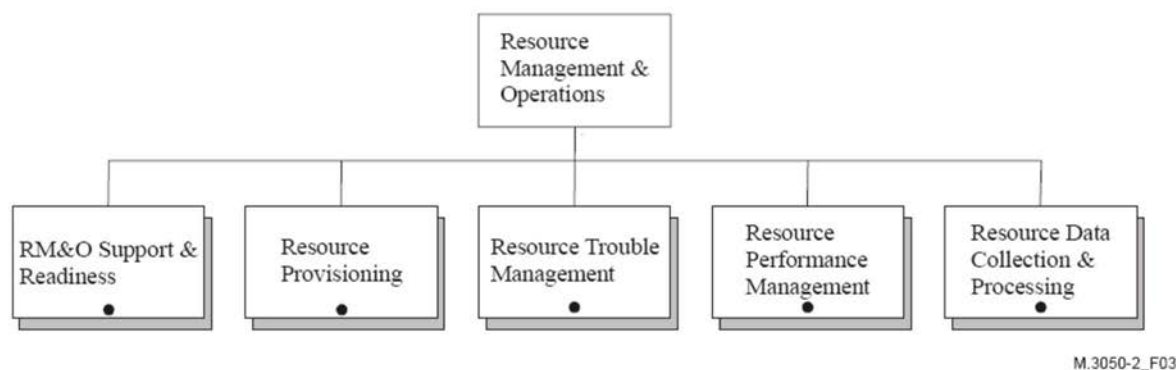 Resource
Management &
Operations
RM&O Support &
Readiness
Resource
Provisioning
Resource Trouble
Management
Resource
Performance
Management
Resource Data
Collection &
Processing
M.3050-2_F03